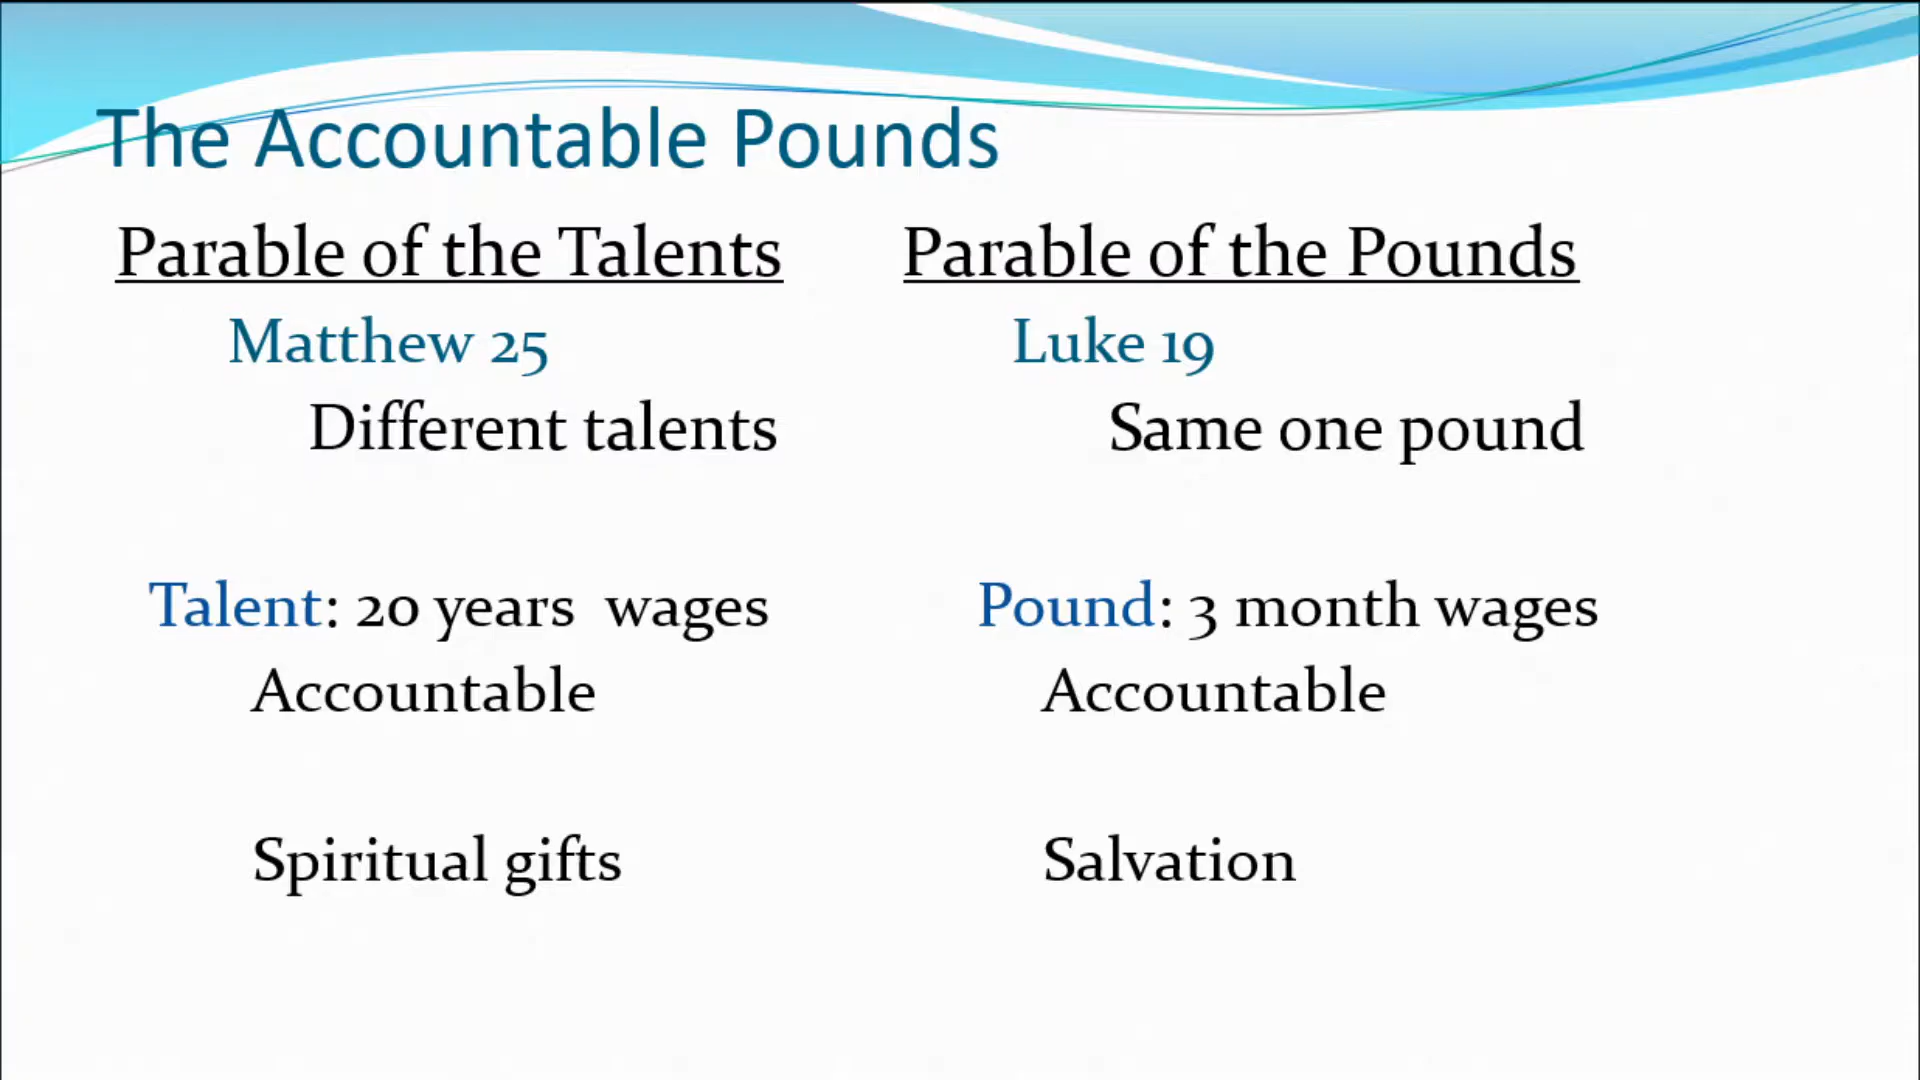 The Accountable Pounds
Parable of the Talents
Matthew 25
Different talents
Talent: 20 years wages
Accountable
Spiritual gifts
Parable of the Pounds
Luke 19
Same one pound
Pound: 3 month wages
Accountable
Salvation